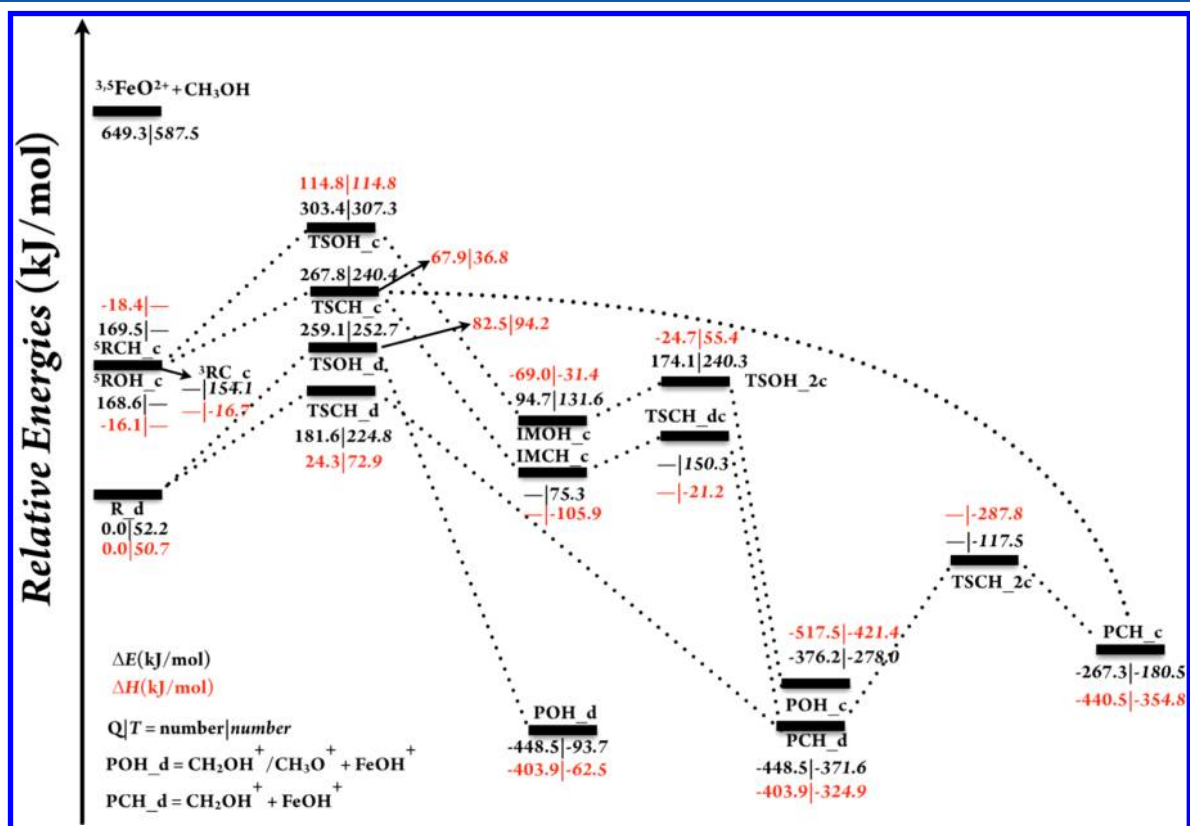 Relative Energies (kJ/mol)
3,5FeO2+ + CH3OH
649.3|587.5
114.8|114.8
303.4|307.3
TSOH_c
267.8|240.4
67.9|36.8
TSCH_c
259.1|252.7
82.5|94.2
TSOH_d
TSCH_d
181.6|224.8
24.3|72.9
-18.4|—
169.5|—
5RCH_c
5ROH_c
168.6|—
-16.1|—
3RC_c
—|154.1
—|-16.7
R_d
0.0|52.2
0.0|50.7
-69.0|-31.4
94.7|131.6
IMOH_c
IMCH_c
—|75.3
—|-105.9
-24.7|55.4
174.1|240.3
TSOH_2c
TSCH_dc
—|150.3
—|-21.2
—|-287.8
—|-117.5
TSCH_2c
-517.5|-421.4
-376.2|-278.0
POH_c
PCH_d
-448.5|-371.6
-403.9|-324.9
PCH_c
-267.3|-180.5
-440.5|-354.8
POH_d
-448.5|-93.7
-403.9|-62.5
ΔE(kJ/mol)
ΔH(kJ/mol)
Q|T = number|number
POH_d = CH2OH+/CH3O+ + FeOH+
PCH_d = CH2OH+ + FeOH+